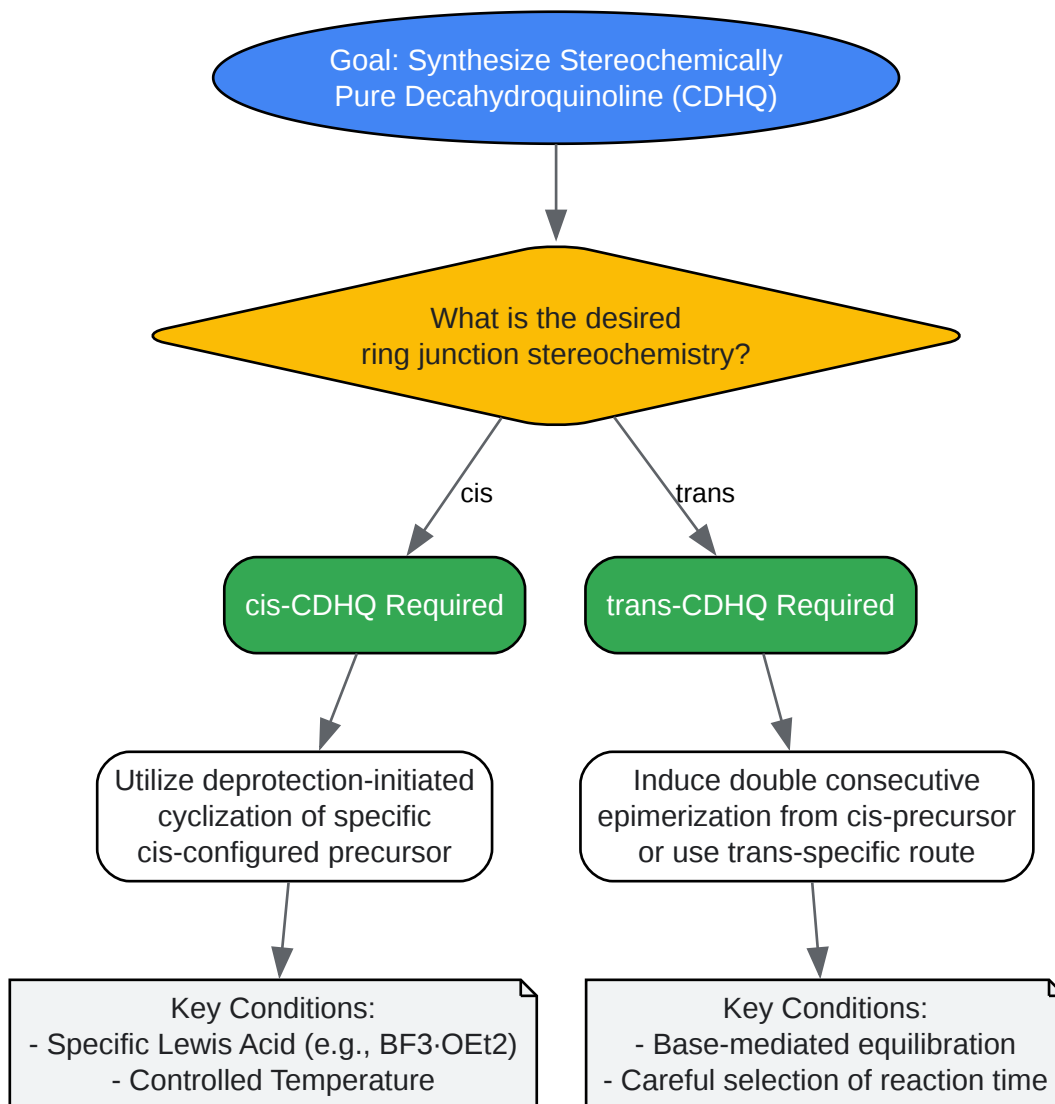 Goal: Synthesize Stereochemically
Pure Decahydroquinoline (CDHQ)
What is the desired
ring junction stereochemistry?
cis
trans
cis-CDHQ Required
trans-CDHQ Required
Utilize deprotection-initiated
cyclization of specific
cis-configured precursor
Induce double consecutive
epimerization from cis-precursor
or use trans-specific route
Key Conditions:
- Specific Lewis Acid (e.g., BF3·OEt2)
- Controlled Temperature
Key Conditions:
- Base-mediated equilibration
- Careful selection of reaction time